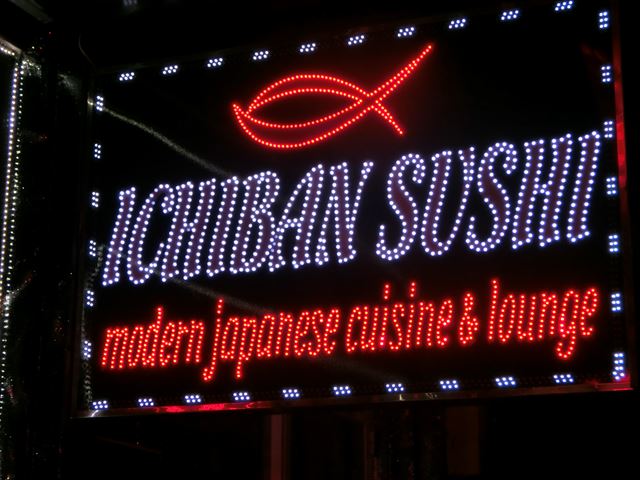 ICHIBAN SUSHI
modern japanese cuisine & lounge